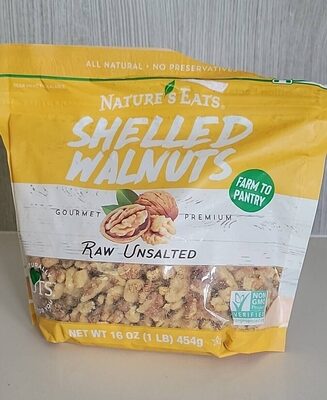 ALL NATURAL • NO PRESERVATIVES
NATURE'S EATS
SHELLED
WALNUTS
FARM TO
PANTRY
GOURMET
PREMIUM
RAW UNSALTED
NON
GMO
VERIFIED
NET WT 16 OZ (1 LB) 454g